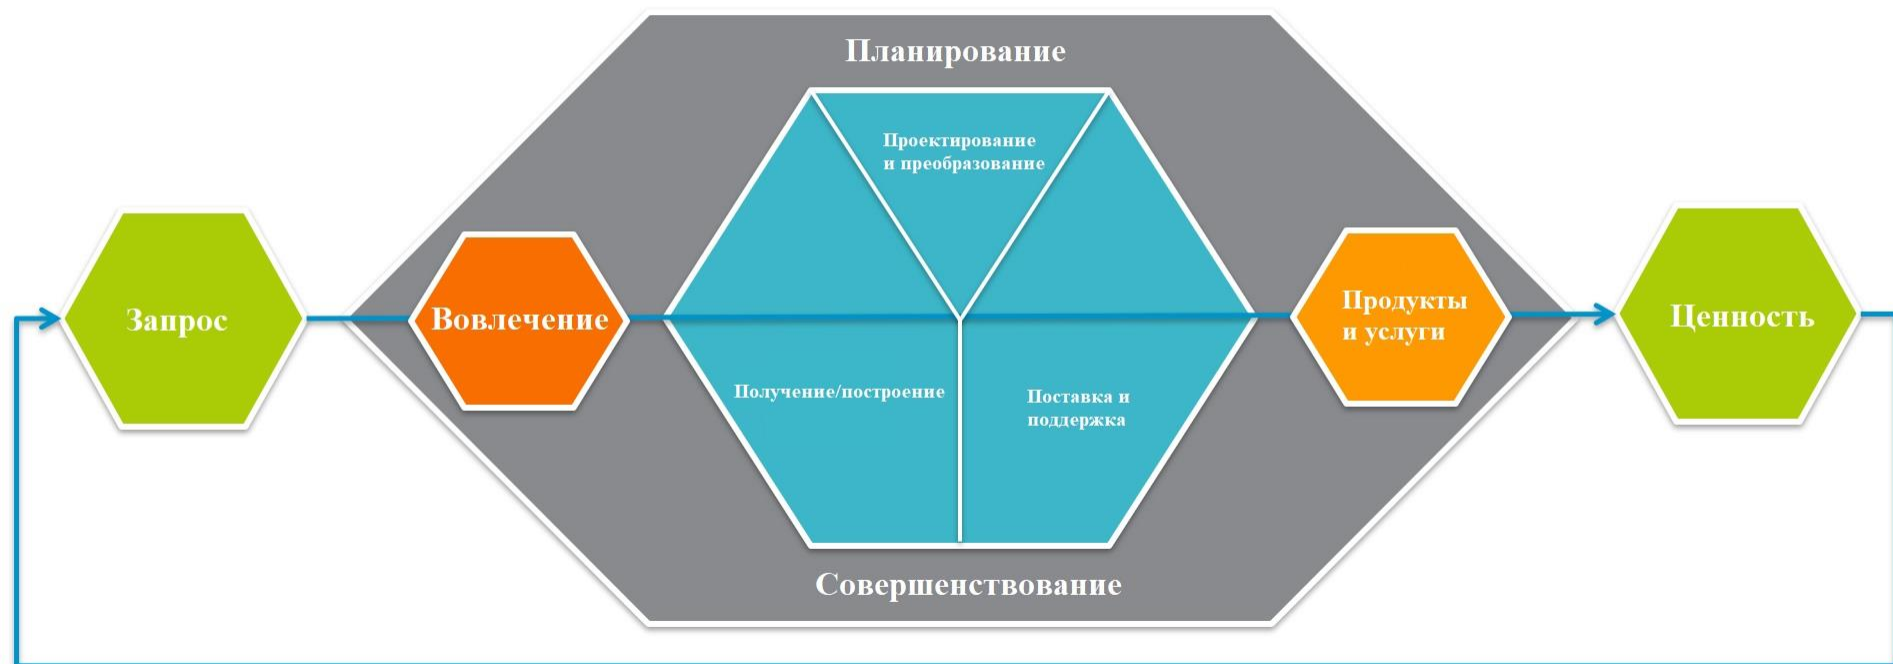 Планирование
Проектирование
и преобразование
Запрос
Вовлечение
Продукты
и услуги
Ценность
Получение/построение
Поставка и
поддержка
Совершенствование